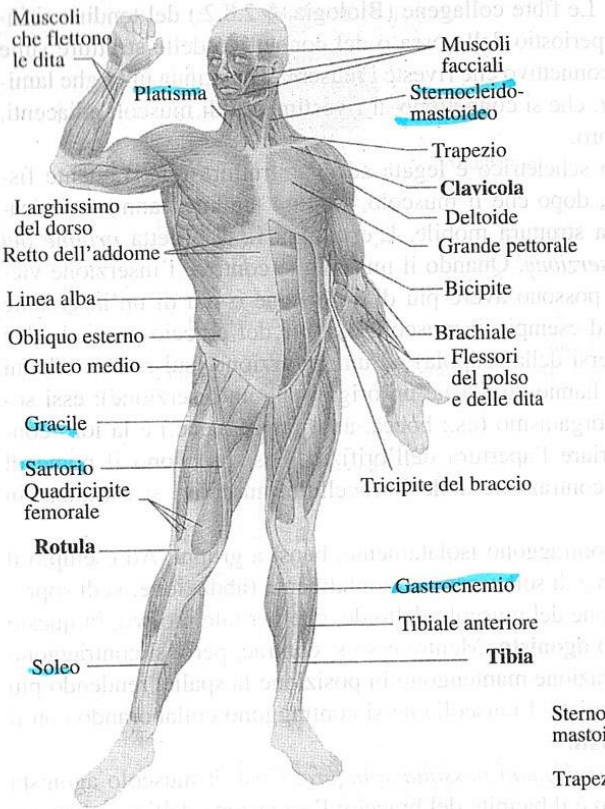 Muscoli
che flettono
le dita
Platisma
Larghissimo
del dorso
Retto dell'addome
Linea alba
Obliquo esterno
Gluteo medio
Gracile
Sartorio
Quadricipite
femorale
Rotula
Soleo
Muscoli
facciali
Sternocleido-
mastoideo
Trapezio
Clavicola
Deltoide
Grande pettorale
Bicipite
Brachiale
Flessori
del polso
e delle dita
Tricipite del braccio
Gastrocnemio
Tibiale anteriore
Tibia
Sterno
mastoi
Trapez